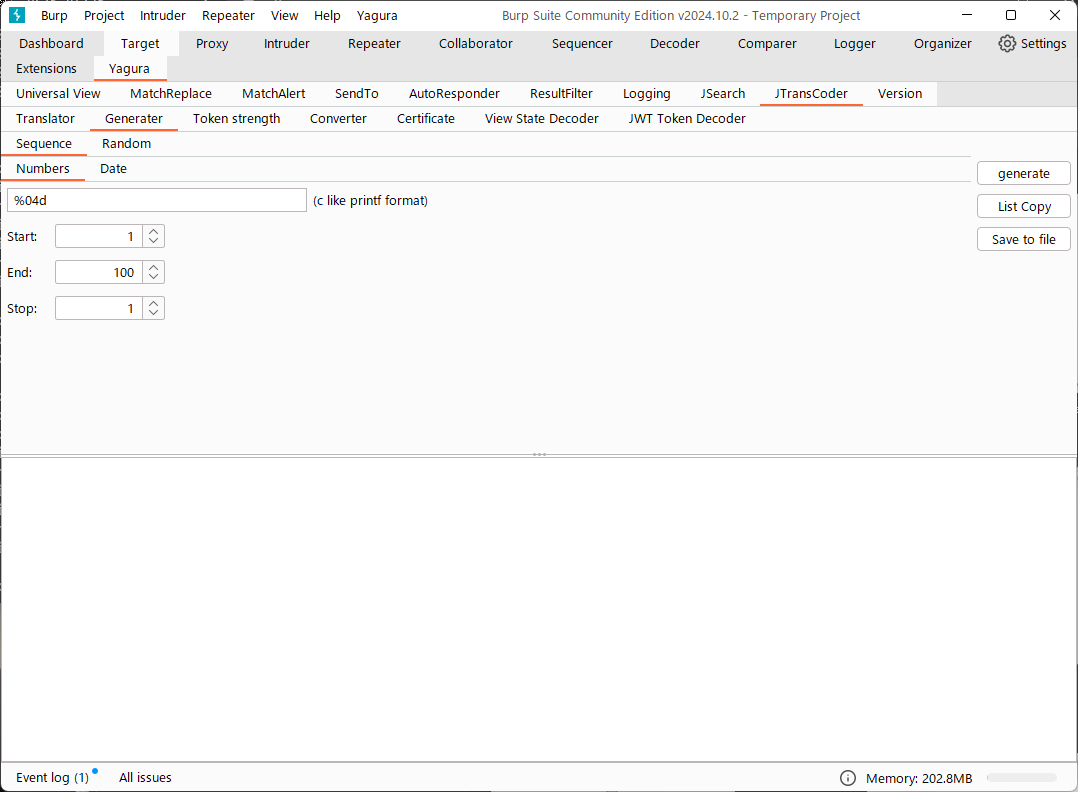 Burp Project Intruder Repeater View Help Yagura Burp Suite Community Edition v2024.10.2 - Temporary Project
Dashboard Target Proxy Intruder Repeater Collaborator Sequencer Decoder Comparer Logger Organizer Settings
Extensions Yagura
Universal View MatchReplace MatchAlert SendTo AutoResponder ResultFilter Logging JSearch JTransCoder Version
Translator Generater Token strength Converter Certificate View State Decoder JWT Token Decoder
Sequence Random
Numbers Date
generate
%04d (c like printf format)
List Copy
Start: 1
Save to file
End: 100
Stop: 1
Event log (1) All issues Memory: 202.8MB